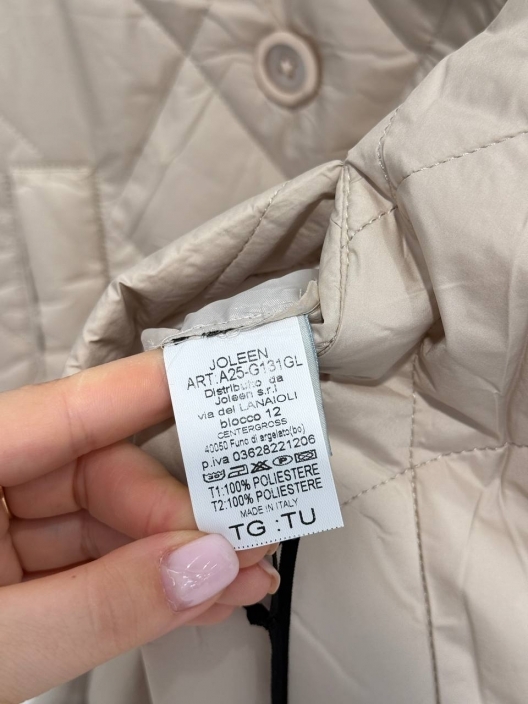 JOLEEN
ART:A25-G131GL
Distribuito da
Joleen s.r.l
via dei LANAIOLI
blocco 12
CENTERGROSS
40050 Funo di argelato(bo)
p.iva 03628221206
T1:100% POLIESTERE
T2:100% POLIESTERE
MADE IN ITALY
TG :TU